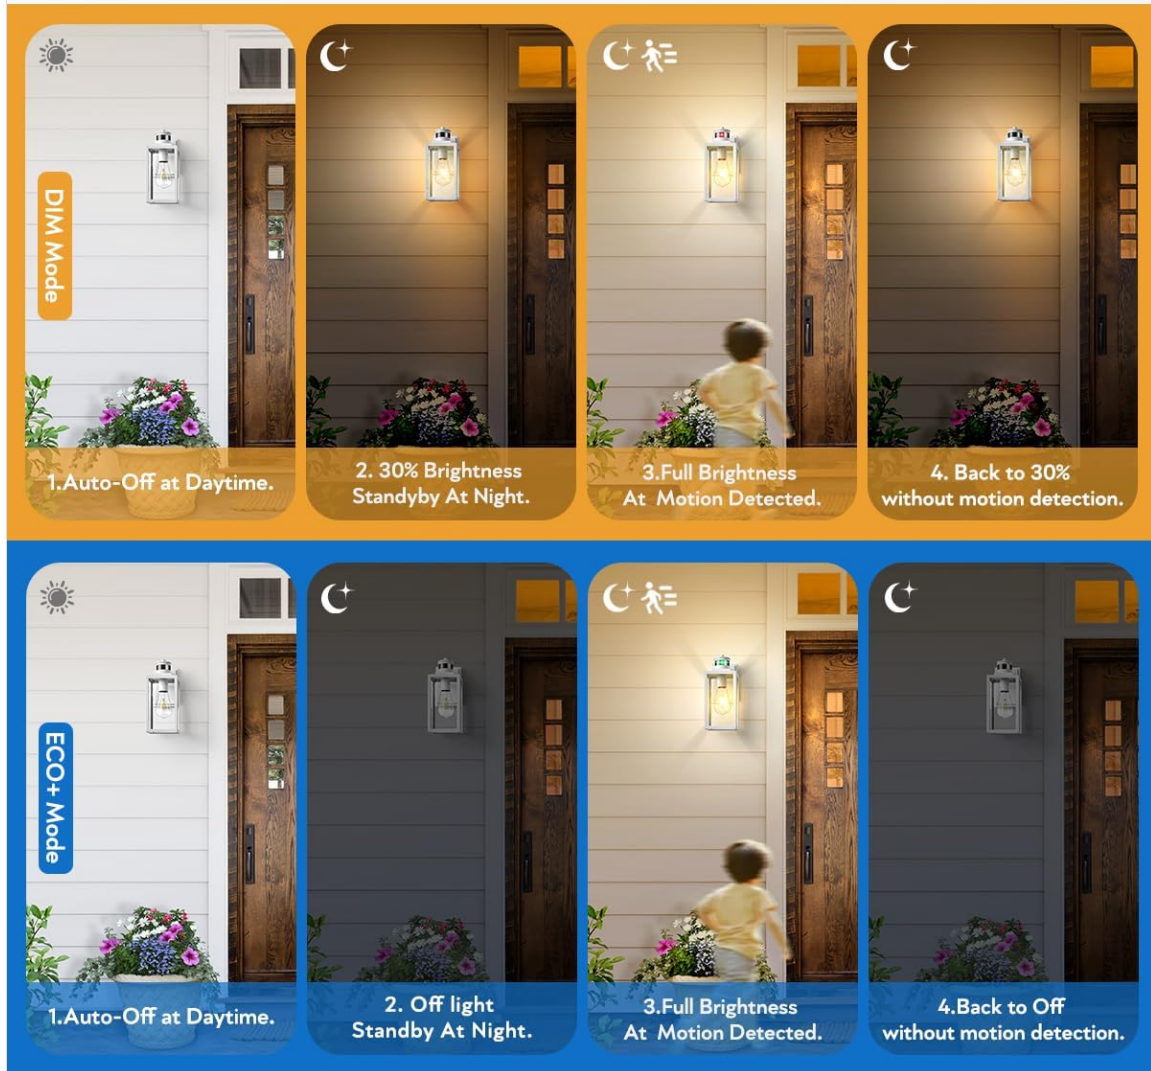 DIM Mode
1.Auto-Off at Daytime.
2. 30% Brightness
Standyby At Night.
3.Full Brightness
At Motion Detected.
4. Back to 30%
without motion detection.
ECO+ Mode
1.Auto-Off at Daytime.
2. Off light
Standby At Night.
3.Full Brightness
At Motion Detected.
4.Back to Off
without motion detection.